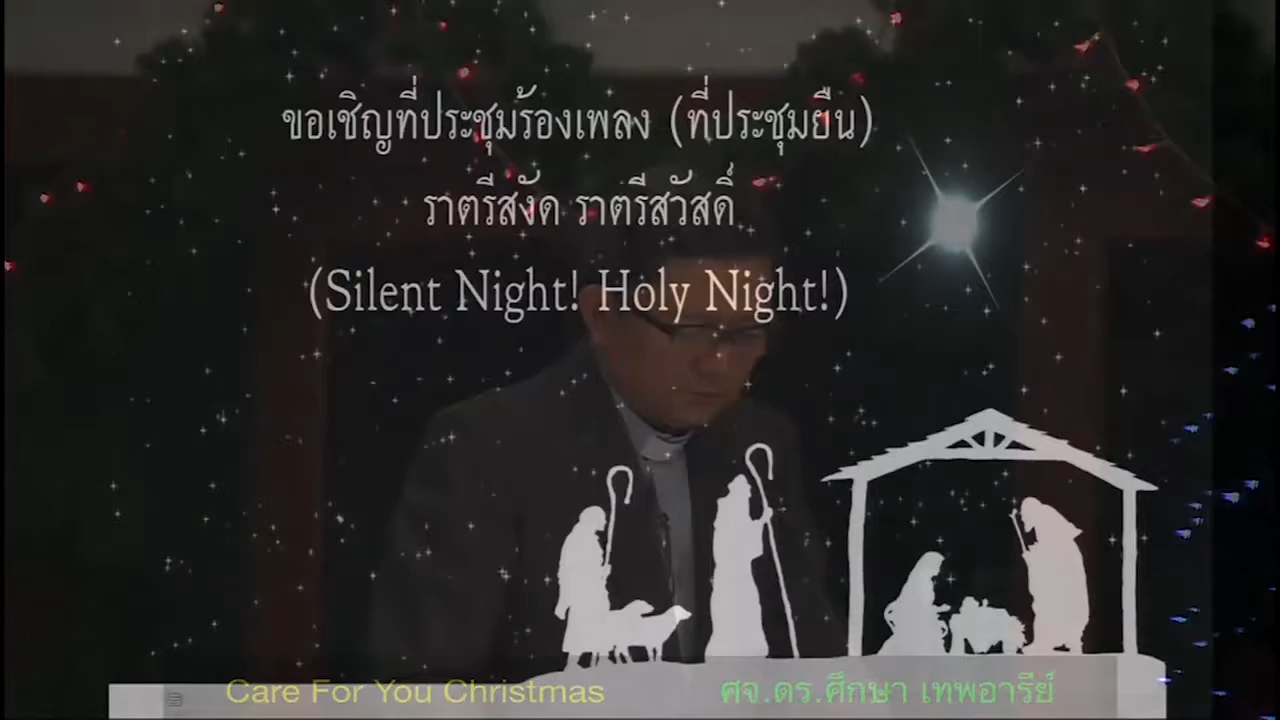 ขอเชิญที่ประชุมร้องเพลง (ที่ประชุมยืน)
ราตรีสงัด ราตรีสวัสดิ์
(Silent Night! Holy Night!)
Care For You Christmas ศจ.ดร.ศึกษา เทพอารีย์